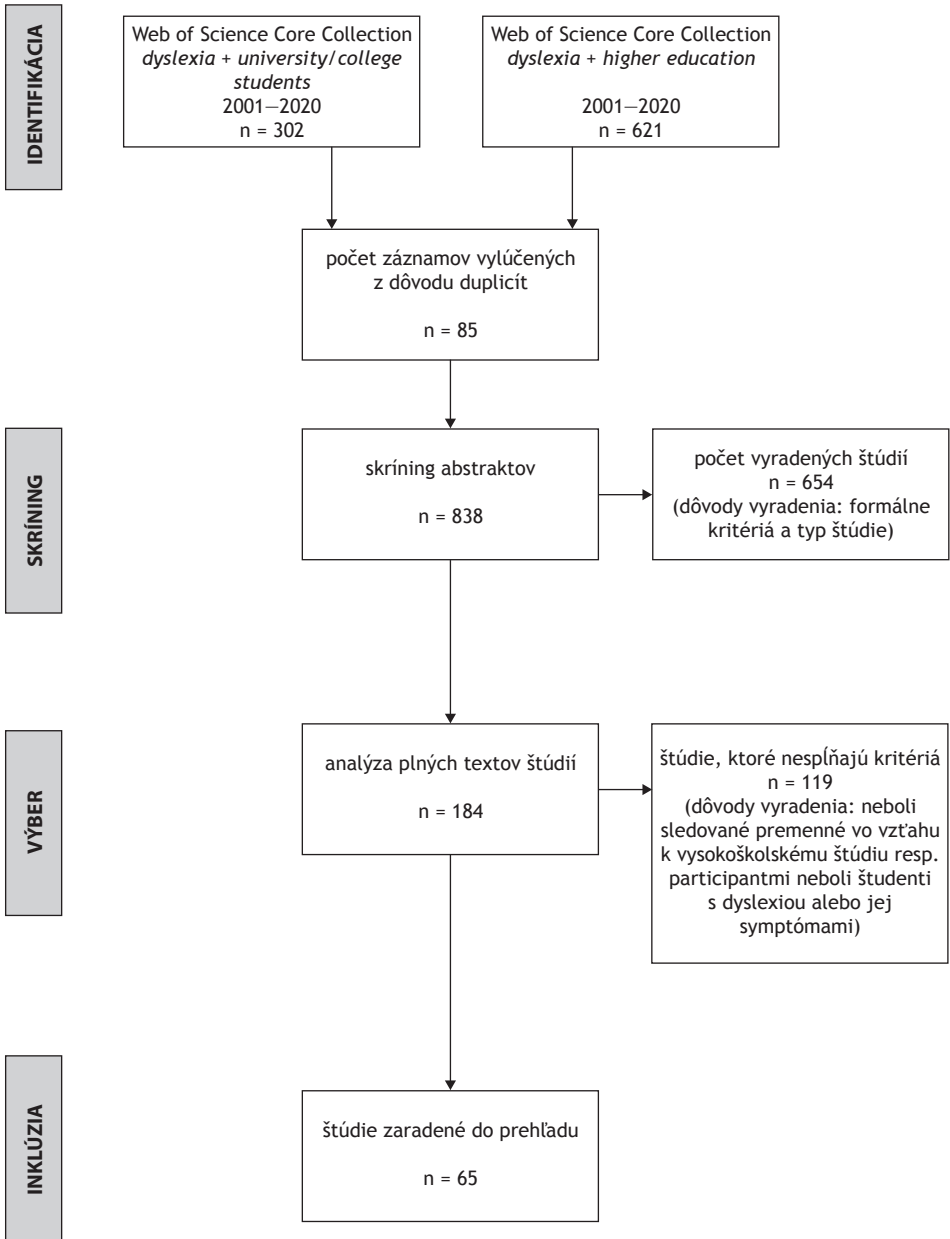 IDENTIFIKÁCIA
Web of Science Core Collection
dyslexia + university/college
students
2001—2020
n = 302
Web of Science Core Collection
dyslexia + higher education
2001—2020
n = 621
počet záznamov vylúčených
z dôvodu duplicít
n = 85
SKRÍNING
skríning abstraktov
n = 838
počet vyradených štúdií
n = 654
(dôvody vyradenia: formálne
kritériá a typ štúdie)
VÝBER
analýza plných textov štúdií
n = 184
štúdie, ktoré nespĺňajú kritériá
n = 119
(dôvody vyradenia: neboli
sledované premenné vo vzťahu
k vysokoškolskému štúdiu resp.
participantmi neboli študenti
s dyslexiou alebo jej
symptómami)
INKLÚZIA
štúdie zaradené do prehľadu
n = 65